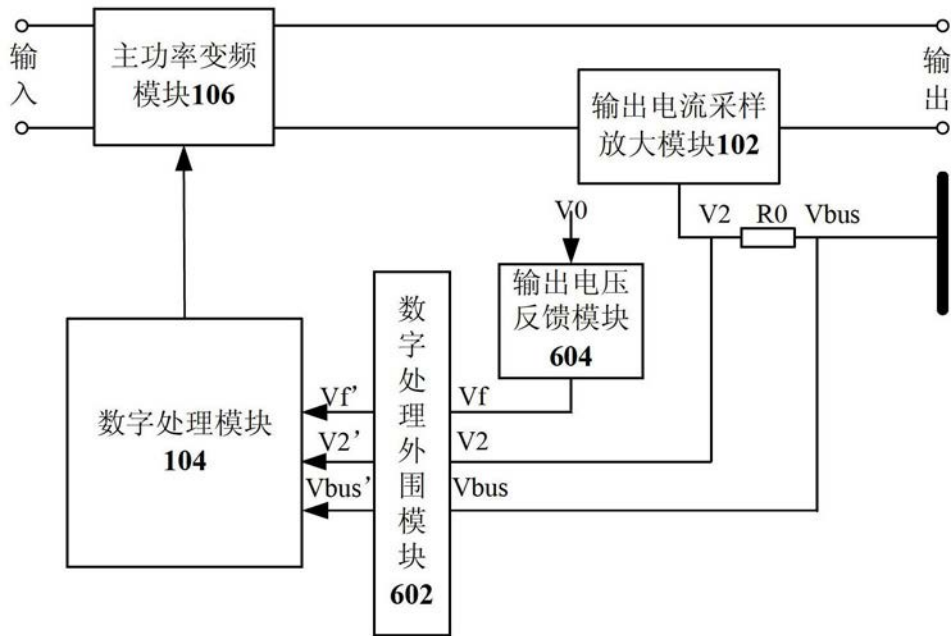 输入
主功率变频
模块106
输出
输出电流采样
放大模块102
V0
V2
R0
Vbus
输出电压
反馈模块
604
数字处理外围模块
602
数字处理模块
104
Vf’
Vf
V2’
V2
Vbus’
Vbus